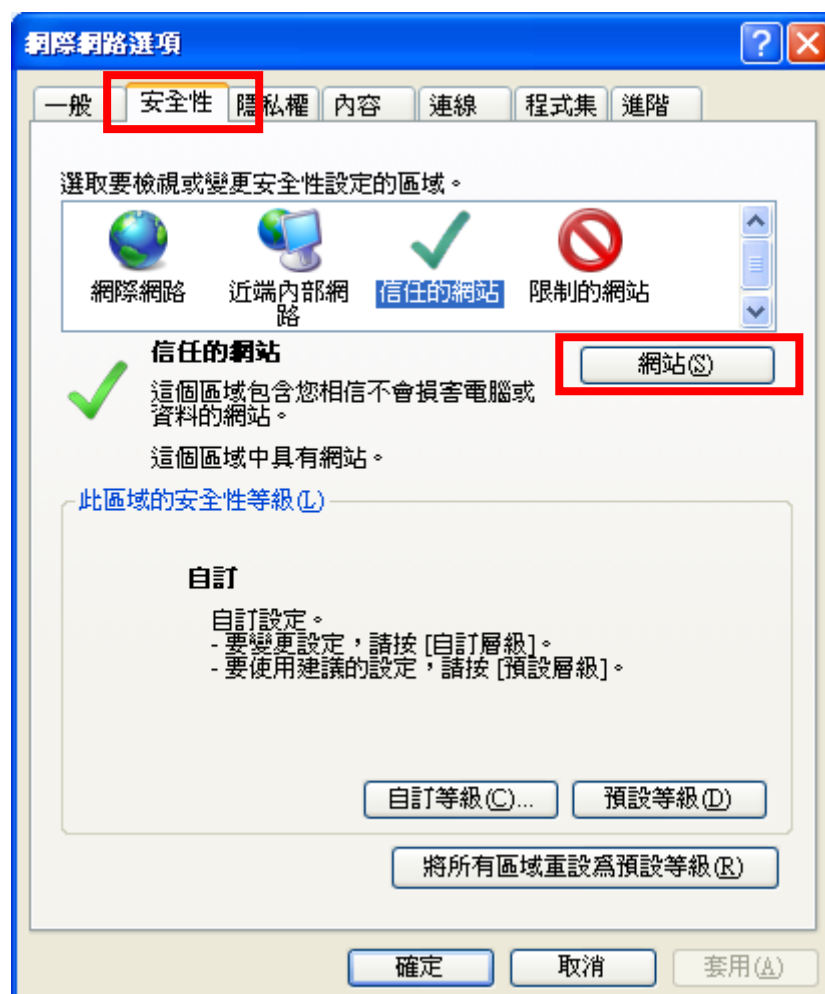 網際網路選項
一般 安全性 隱私權 內容 連線 程式集 進階
選取要檢視或變更安全性設定的區域。
網際網路 近端內部網路 信任的網站 限制的網站
信任的網站
網站(S)
這個區域包含您相信不會損害電腦或
資料的網站。
這個區域中具有網站。
此區域的安全性等級(L)
自訂
自訂設定。
- 要變更設定，請按 [自訂層級]。
- 要使用建議的設定，請按 [預設層級]。
自訂等級(C)... 預設等級(D)
將所有區域重設為預設等級(R)
確定 取消 套用(A)